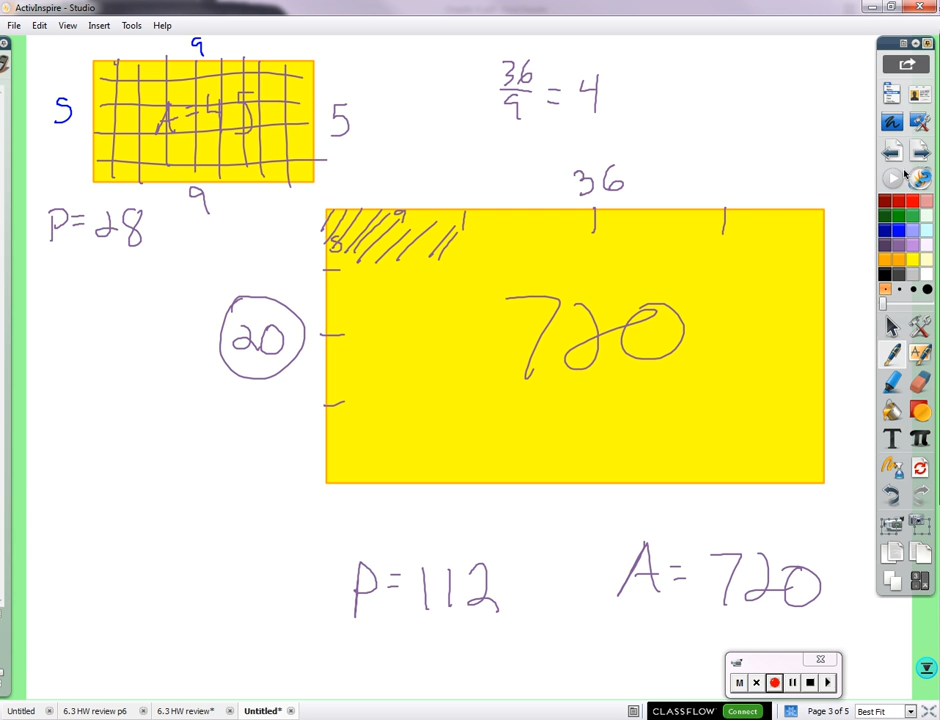 ActivInspire - Studio
File Edit View Insert Tools Help
9
5
A = 45
5
9
P = 28
36/9 = 4
36
9
5
20
720
P = 112
A = 720
M
Untitled
6.3 HW review p6
6.3 HW review*
Untitled*
CLASSFLOW Connect
Page 3 of 5
Best Fit